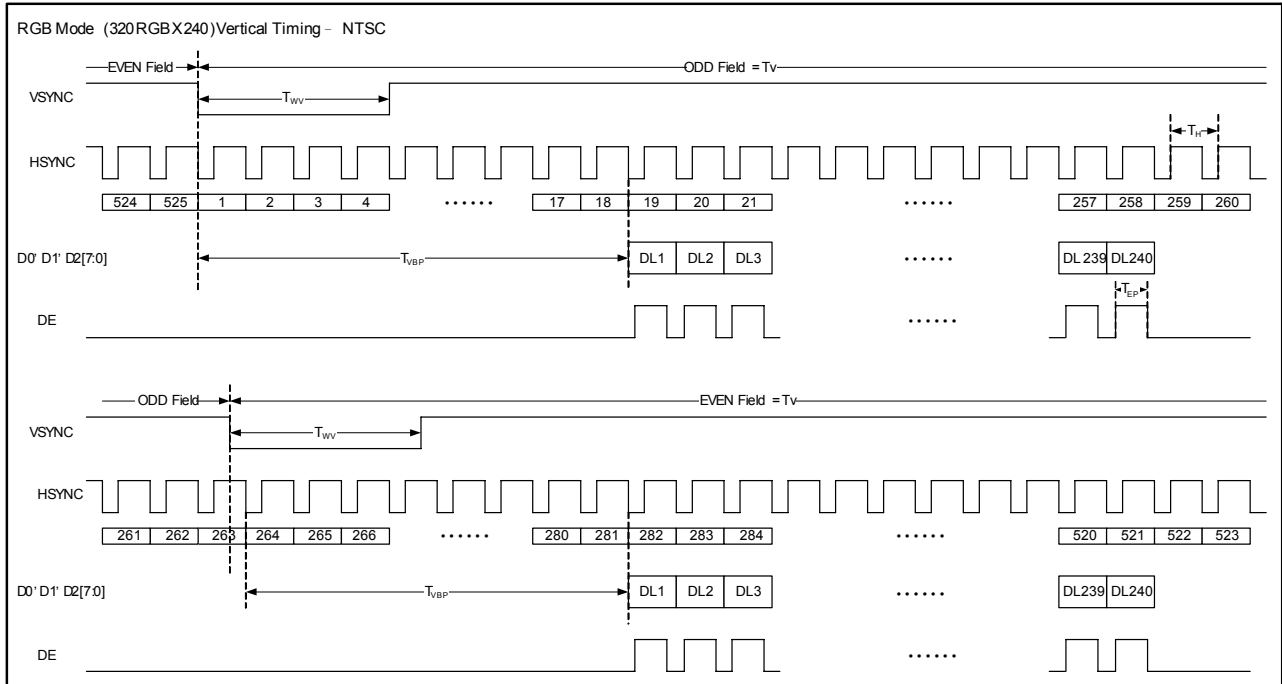 RGB Mode (320RGBX240)Vertical Timing – NTSC
EVEN Field
ODD Field = Tv
VSYNC
TWV
TH
HSYNC
524 525 1 2 3 4 ...... 17 18 19 20 21 ...... 257 258 259 260
D0' D1' D2[7:0] TVBP DL1 DL2 DL3 ...... DL239 DL240
TEP
DE ......
ODD Field
EVEN Field = Tv
VSYNC
TWV
HSYNC
261 262 263 264 265 266 ...... 280 281 282 283 284 ...... 520 521 522 523
D0' D1' D2[7:0] TVBP DL1 DL2 DL3 ...... DL239 DL240
DE ......